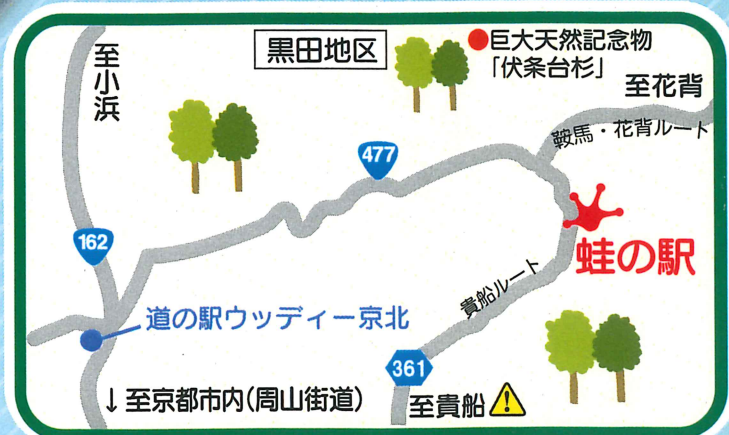 至小浜
黒田地区
巨大天然記念物
「伏条台杉」
至花背
鞍馬・花背ルート
477
162
蛙の駅
貴船ルート
道の駅ウッディー京北
361
↓至京都市内(周山街道)
至貴船